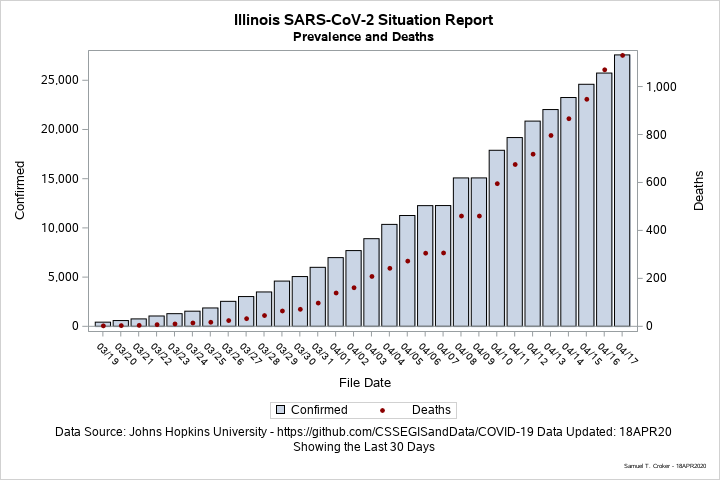 Illinois SARS-CoV-2 Situation Report
Prevalence and Deaths
25,000
20,000
15,000
10,000
5,000
0
Confirmed
1,000
800
600
400
200
0
Deaths
03/19 03/20 03/21 03/22 03/23 03/24 03/25 03/26 03/27 03/28 03/29 03/30 03/31 04/01 04/02 04/03 04/04 04/05 04/06 04/07 04/08 04/09 04/10 04/11 04/12 04/13 04/14 04/15 04/16 04/17
File Date
Confirmed Deaths
Data Source: Johns Hopkins University - https://github.com/CSSEGISandData/COVID-19 Data Updated: 18APR20
Showing the Last 30 Days
Samuel T. Croker - 18APR2020